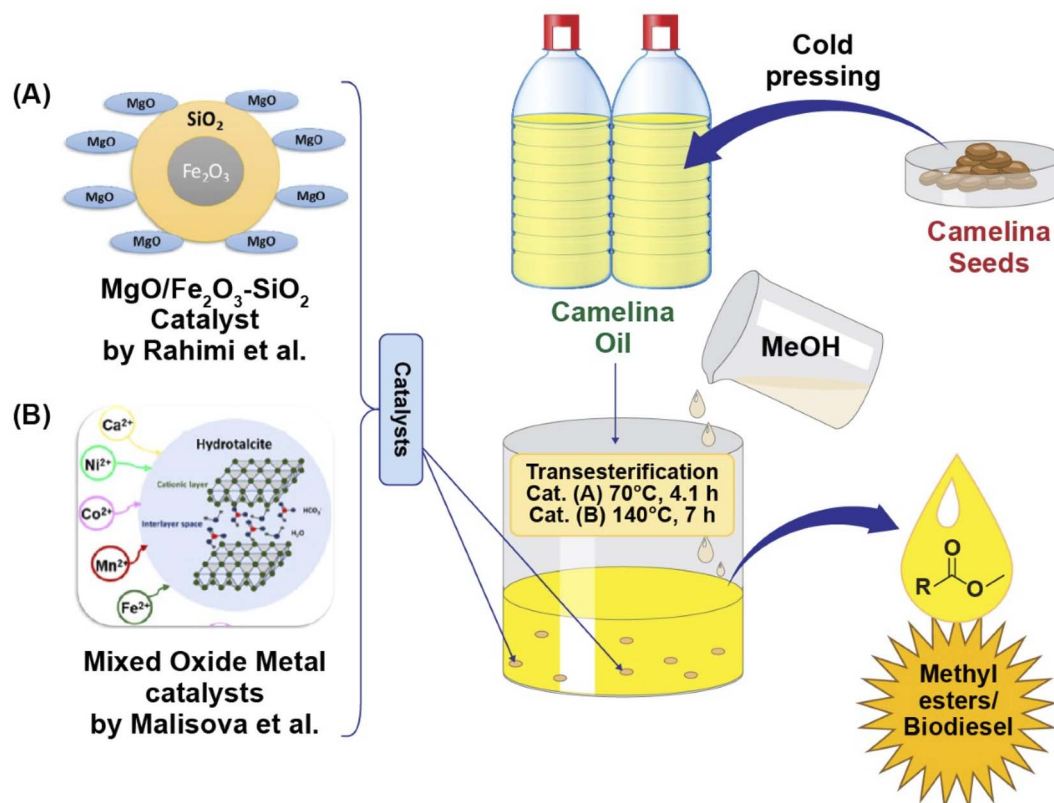 (A)
MgO
MgO
SiO₂
MgO
MgO
Fe₂O₃
MgO
MgO
MgO
MgO
MgO/Fe₂O₃-SiO₂
Catalyst
by Rahimi et al.
(B)
Ca²⁺
Ni²⁺
Co²⁺
Mn²⁺
Fe²⁺
Hydrotalcite
Cationic layer
Interlayer space
HCO₃⁻
H₂O
Mixed Oxide Metal
catalysts
by Malisova et al.
Catalysts
Cold
pressing
Camelina
Seeds
Camelina
Oil
MeOH
Transesterification
Cat. (A) 70°C, 4.1 h
Cat. (B) 140°C, 7 h
O
R
O
Methyl
esters/
Biodiesel